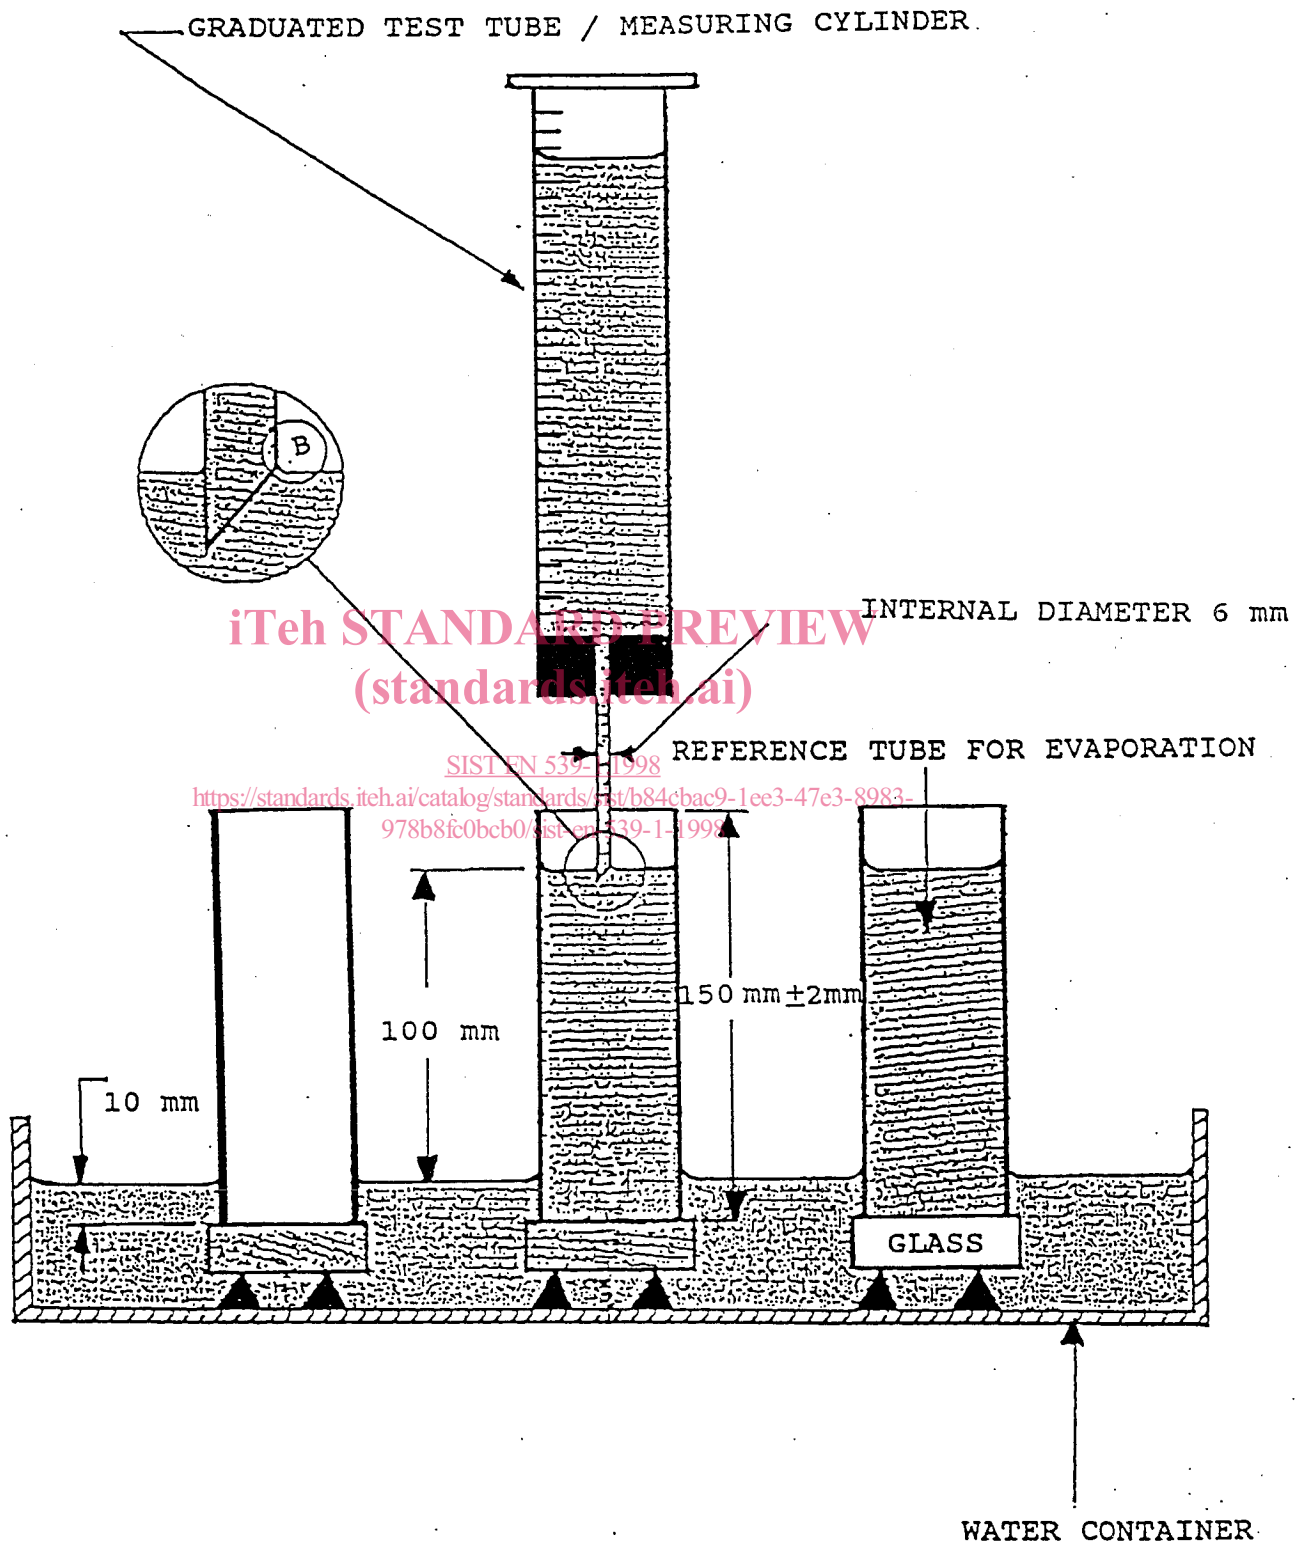 GRADUATED TEST TUBE / MEASURING CYLINDER
B
INTERNAL DIAMETER 6 mm
iTeh STANDARD PREVIEW
(standards.iteh.ai)
REFERENCE TUBE FOR EVAPORATION
SIST EN 539-1:1998
https://standards.iteh.ai/catalog/standards/sist/b84cbac9-1ee3-47e3-8983-
978b8fc0bcb0/sist-en-539-1-1998
150 mm ±2mm
100 mm
10 mm
GLASS
WATER CONTAINER